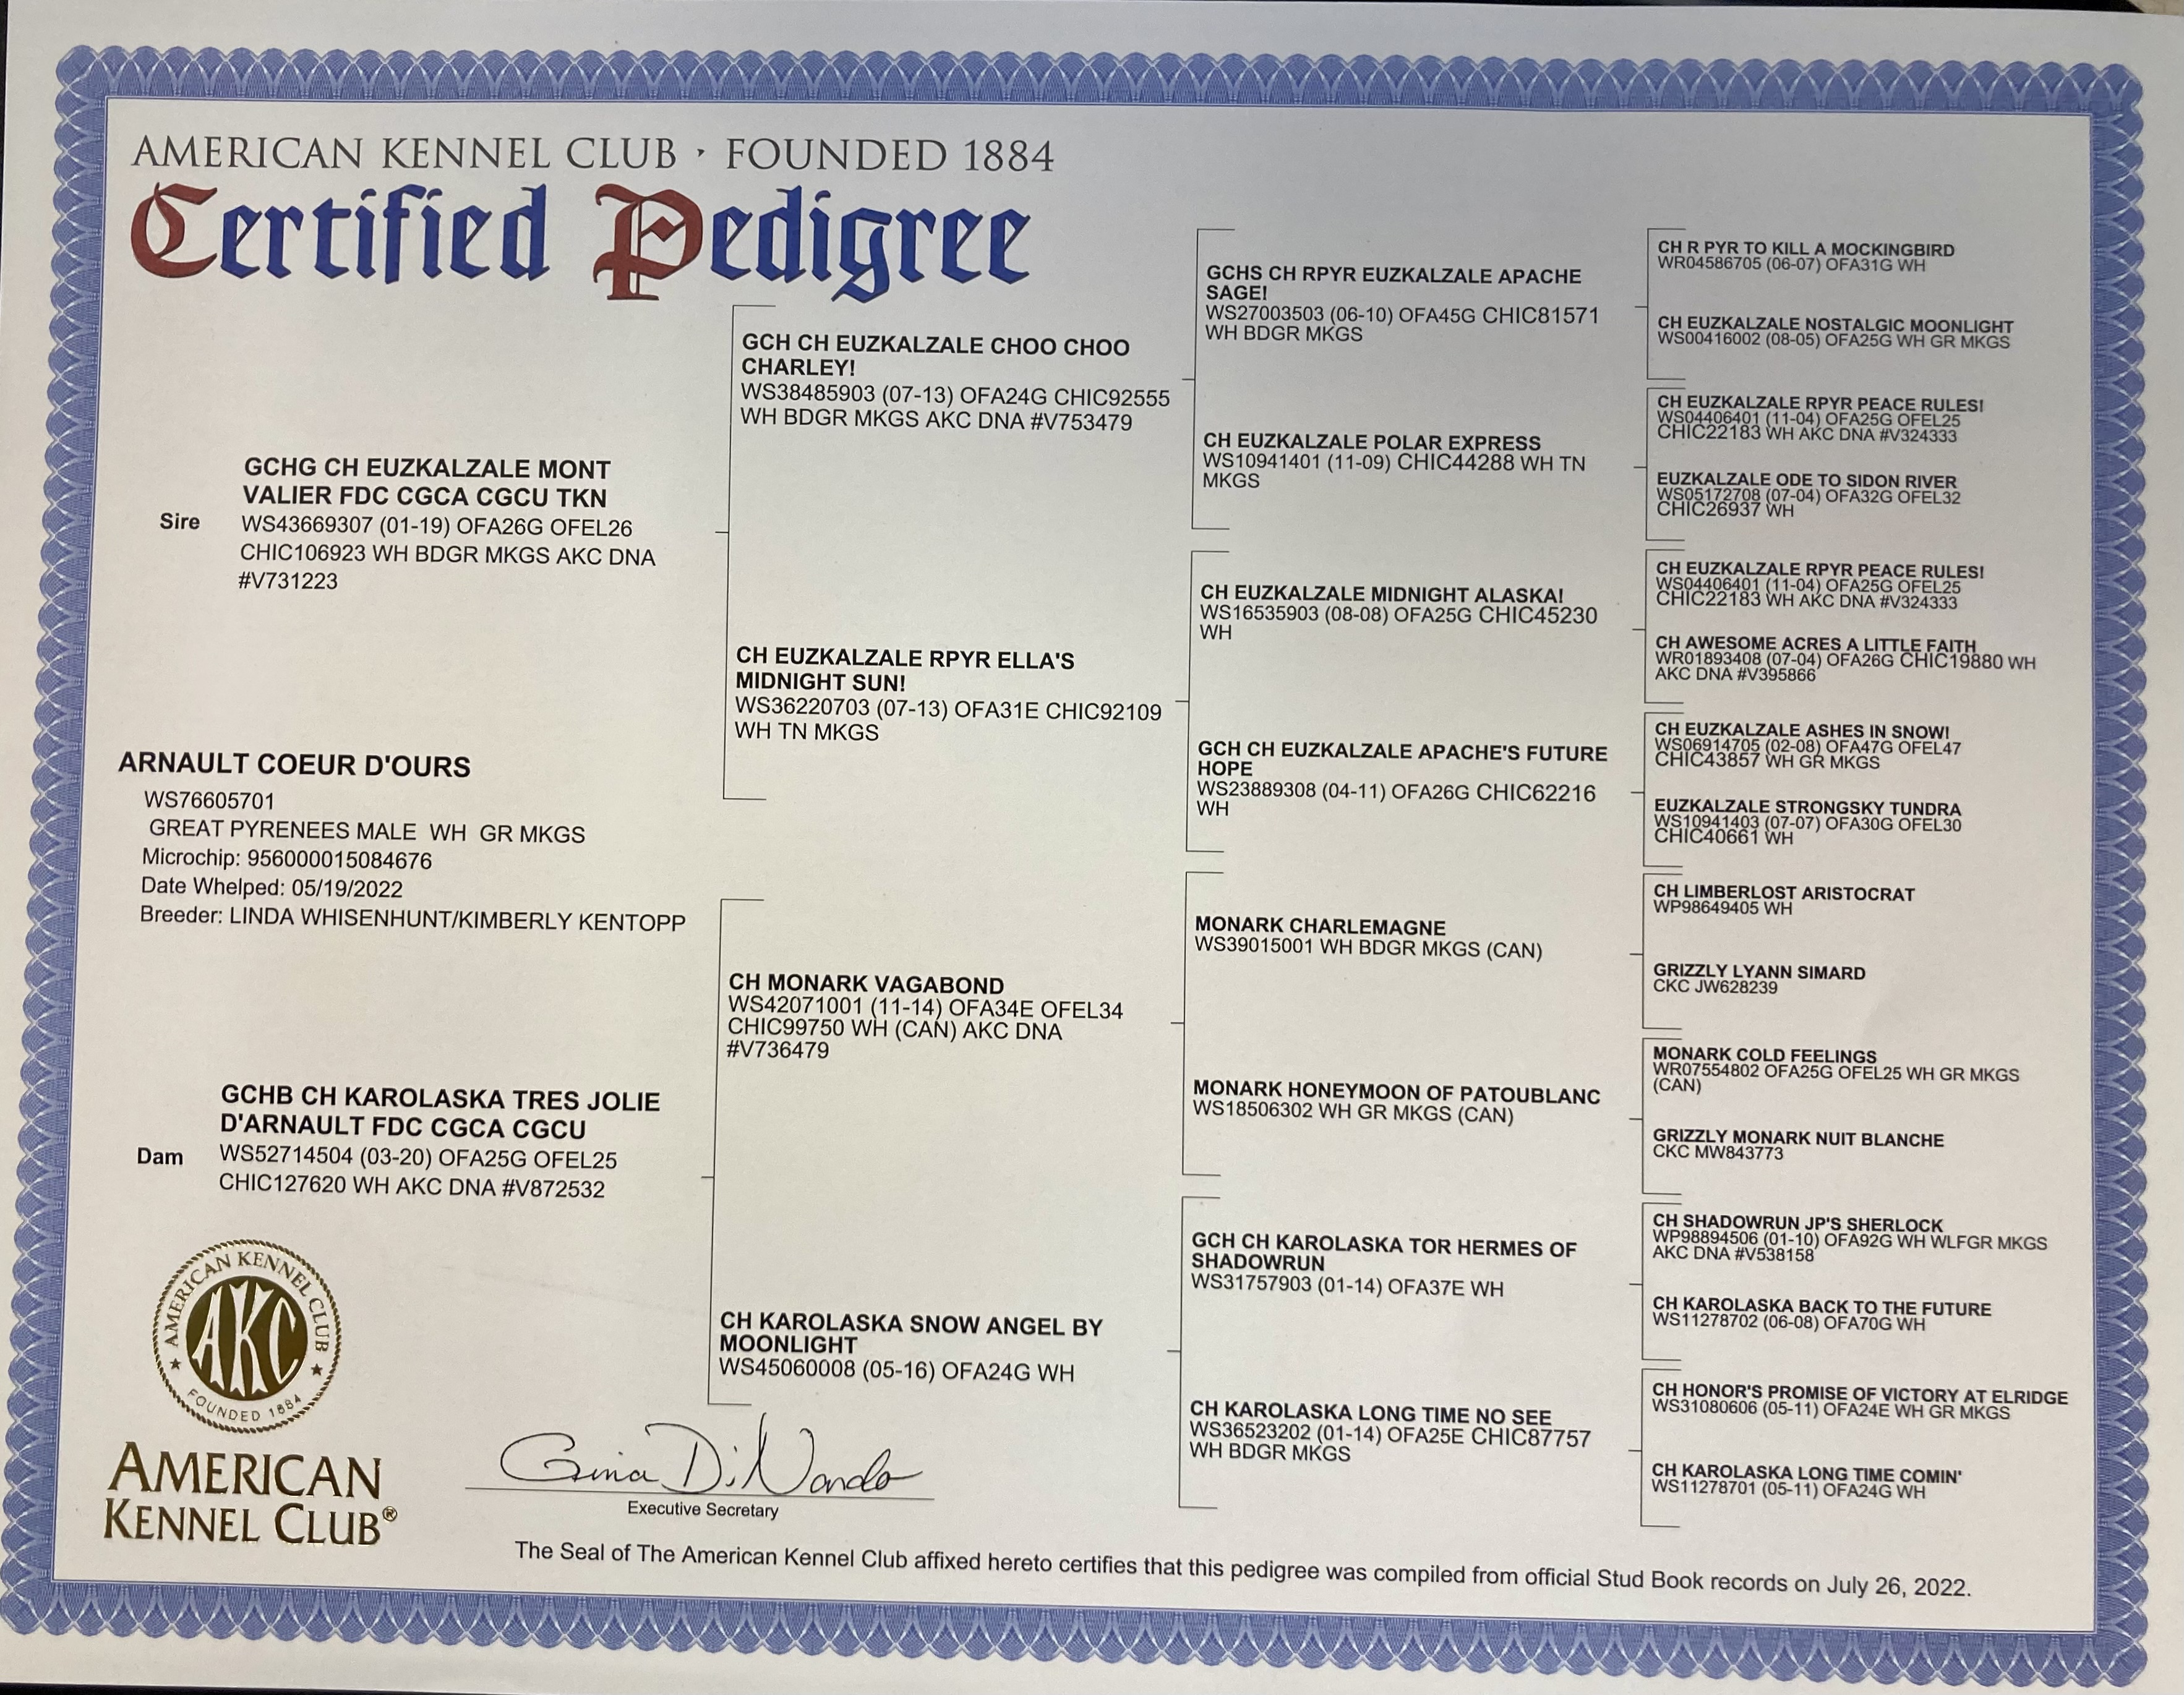 AMERICAN KENNEL CLUB · FOUNDED 1884
Certified Pedigree
Sire
GCHG CH EUZKALZALE MONT
VALIER FDC CGCA CGCU TKN
WS43669307 (01-19) OFA26G OFEL26
CHIC106923 WH BDGR MKGS AKC DNA
#V731223
ARNAULT COEUR D'OURS
WS76605701
GREAT PYRENEES MALE WH GR MKGS
Microchip: 956000015084676
Date Whelped: 05/19/2022
Breeder: LINDA WHISENHUNT/KIMBERLY KENTOPP
Dam
GCHB CH KAROLASKA TRES JOLIE
D'ARNAULT FDC CGCA CGCU
WS52714504 (03-20) OFA25G OFEL25
CHIC127620 WH AKC DNA #V872532
GCH CH EUZKALZALE CHOO CHOO
CHARLEY!
WS38485903 (07-13) OFA24G CHIC92555
WH BDGR MKGS AKC DNA #V753479
CH EUZKALZALE RPYR ELLA'S
MIDNIGHT SUN!
WS36220703 (07-13) OFA31E CHIC92109
WH TN MKGS
CH MONARK VAGABOND
WS42071001 (11-14) OFA34E OFEL34
CHIC99750 WH (CAN) AKC DNA
#V736479
CH KAROLASKA SNOW ANGEL BY
MOONLIGHT
WS45060008 (05-16) OFA24G WH
GCHS CH RPYR EUZKALZALE APACHE
SAGE!
WS27003503 (06-10) OFA45G CHIC81571
WH BDGR MKGS
CH EUZKALZALE POLAR EXPRESS
WS10941401 (11-09) CHIC44288 WH TN
MKGS
CH EUZKALZALE MIDNIGHT ALASKA!
WS16535903 (08-08) OFA25G CHIC45230
WH
GCH CH EUZKALZALE APACHE'S FUTURE
HOPE
WS23889308 (04-11) OFA26G CHIC62216
WH
MONARK CHARLEMAGNE
WS39015001 WH BDGR MKGS (CAN)
MONARK HONEYMOON OF PATOUBLANC
WS18506302 WH GR MKGS (CAN)
GCH CH KAROLASKA TOR HERMES OF
SHADOWRUN
WS31757903 (01-14) OFA37E WH
CH KAROLASKA LONG TIME NO SEE
WS36523202 (01-14) OFA25E CHIC87757
WH BDGR MKGS
CH R PYR TO KILL A MOCKINGBIRD
WR04586705 (06-07) OFA31G WH
CH EUZKALZALE NOSTALGIC MOONLIGHT
WS00416002 (08-05) OFA25G WH GR MKGS
CH EUZKALZALE RPYR PEACE RULES!
WS04406401 (11-04) OFA25G OFEL25
CHIC22183 WH AKC DNA #V324333
EUZKALZALE ODE TO SIDON RIVER
WS05172708 (07-04) OFA32G OFEL32
CHIC26937 WH
CH EUZKALZALE RPYR PEACE RULES!
WS04406401 (11-04) OFA25G OFEL25
CHIC22183 WH AKC DNA #V324333
CH AWESOME ACRES A LITTLE FAITH
WR01893408 (07-04) OFA26G CHIC19880 WH
AKC DNA #V395866
CH EUZKALZALE ASHES IN SNOW!
WS06914705 (02-08) OFA47G OFEL47
CHIC43857 WH GR MKGS
EUZKALZALE STRONGSKY TUNDRA
WS10941403 (07-07) OFA30G OFEL30
CHIC40661 WH
CH LIMBERLOST ARISTOCRAT
WP98649405 WH
GRIZZLY LYANN SIMARD
CKC JW628239
MONARK COLD FEELINGS
WR07554802 OFA25G OFEL25 WH GR MKGS
(CAN)
GRIZZLY MONARK NUIT BLANCHE
CKC MW843773
CH SHADOWRUN JP'S SHERLOCK
WP98894506 (01-10) OFA92G WH WLFGR MKGS
AKC DNA #V538158
CH KAROLASKA BACK TO THE FUTURE
WS11278702 (06-08) OFA70G WH
CH HONOR'S PROMISE OF VICTORY AT ELRIDGE
WS31080606 (05-11) OFA24E WH GR MKGS
CH KAROLASKA LONG TIME COMIN'
WS11278701 (05-11) OFA24G WH
AMERICAN KENNEL CLUB
AKC
FOUNDED 1884
AMERICAN
KENNEL CLUB®
Gina DiNardo
Executive Secretary
The Seal of The American Kennel Club affixed hereto certifies that this pedigree was compiled from official Stud Book records on July 26, 2022.